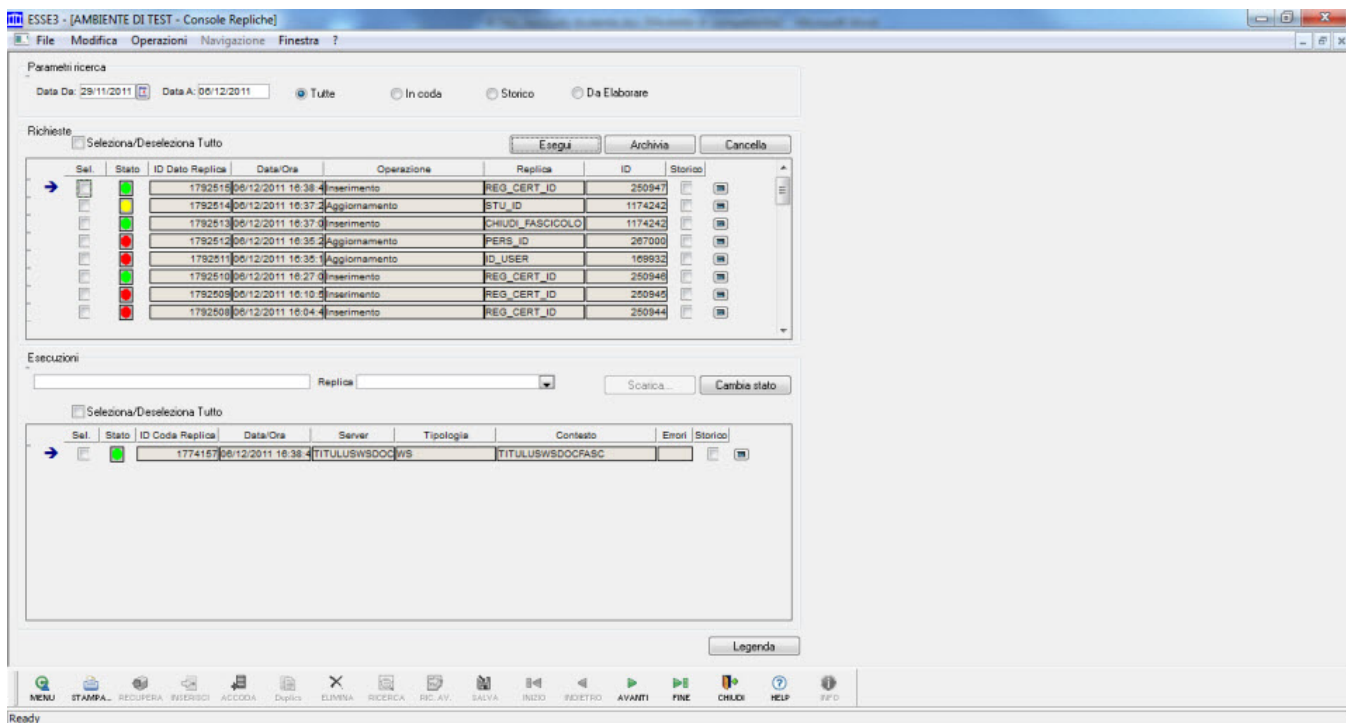 ESSE3 - [AMBIENTE DI TEST - Console Repliche]
File Modifica Operazioni Navigazione Finestra ?
Parametri ricerca
Data Da: 29/11/2011 Data A: 06/12/2011 Tutte In coda Storico Da Elaborare
Richieste
Seleziona/Deseleziona Tutto Esegui Archivia Cancella
Sel. Stato ID Dato Replica Data/Ora Operazione Replica ID Storico
1792515 06/12/2011 16:38:4 Inserimento REG_CERT_ID 250947
1792514 06/12/2011 16:37:2 Aggiornamento STU_ID 1174242
1792513 06/12/2011 16:37:0 Inserimento CHIUDI_FASCICOLO 1174242
1792512 06/12/2011 16:35:2 Aggiornamento PERS_ID 267000
1792511 06/12/2011 16:35:1 Aggiornamento ID_USER 169932
1792510 06/12/2011 16:27:0 Inserimento REG_CERT_ID 250946
1792509 06/12/2011 16:10:5 Inserimento REG_CERT_ID 250945
1792508 06/12/2011 16:04:4 Inserimento REG_CERT_ID 250944
Esecuzioni
Replica Scarica... Cambia stato
Seleziona/Deseleziona Tutto
Sel. Stato ID Coda Replica Data/Ora Server Tipologia Contesto Errori Storico
1774157 06/12/2011 16:38:4 TITULUSWSDOC WS TITULUSWSDOCFASC
Legenda
MENU STAMPA... RECUPERA INSERISCI ACCODA Duplica ELIMINA RICERCA RIC. AV. SALVA INIZIO INDIETRO AVANTI FINE CHIUDI HELP INFO
Ready